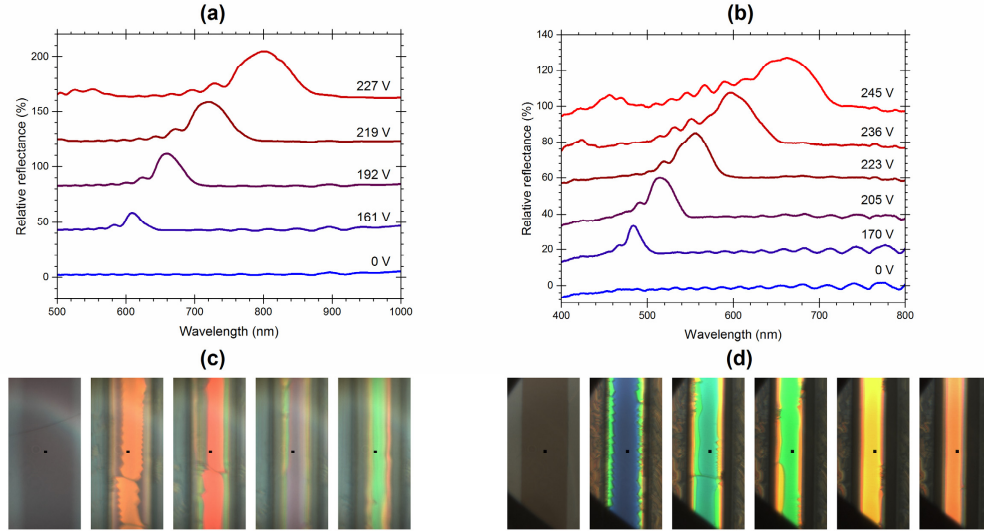 (a)
Relative reflectance (%)
200
150
100
50
0
227 V
219 V
192 V
161 V
0 V
500 600 700 800 900 1000
Wavelength (nm)
(b)
Relative reflectance (%)
140
120
100
80
60
40
20
0
245 V
236 V
223 V
205 V
170 V
0 V
400 500 600 700 800
Wavelength (nm)
(c)
(d)